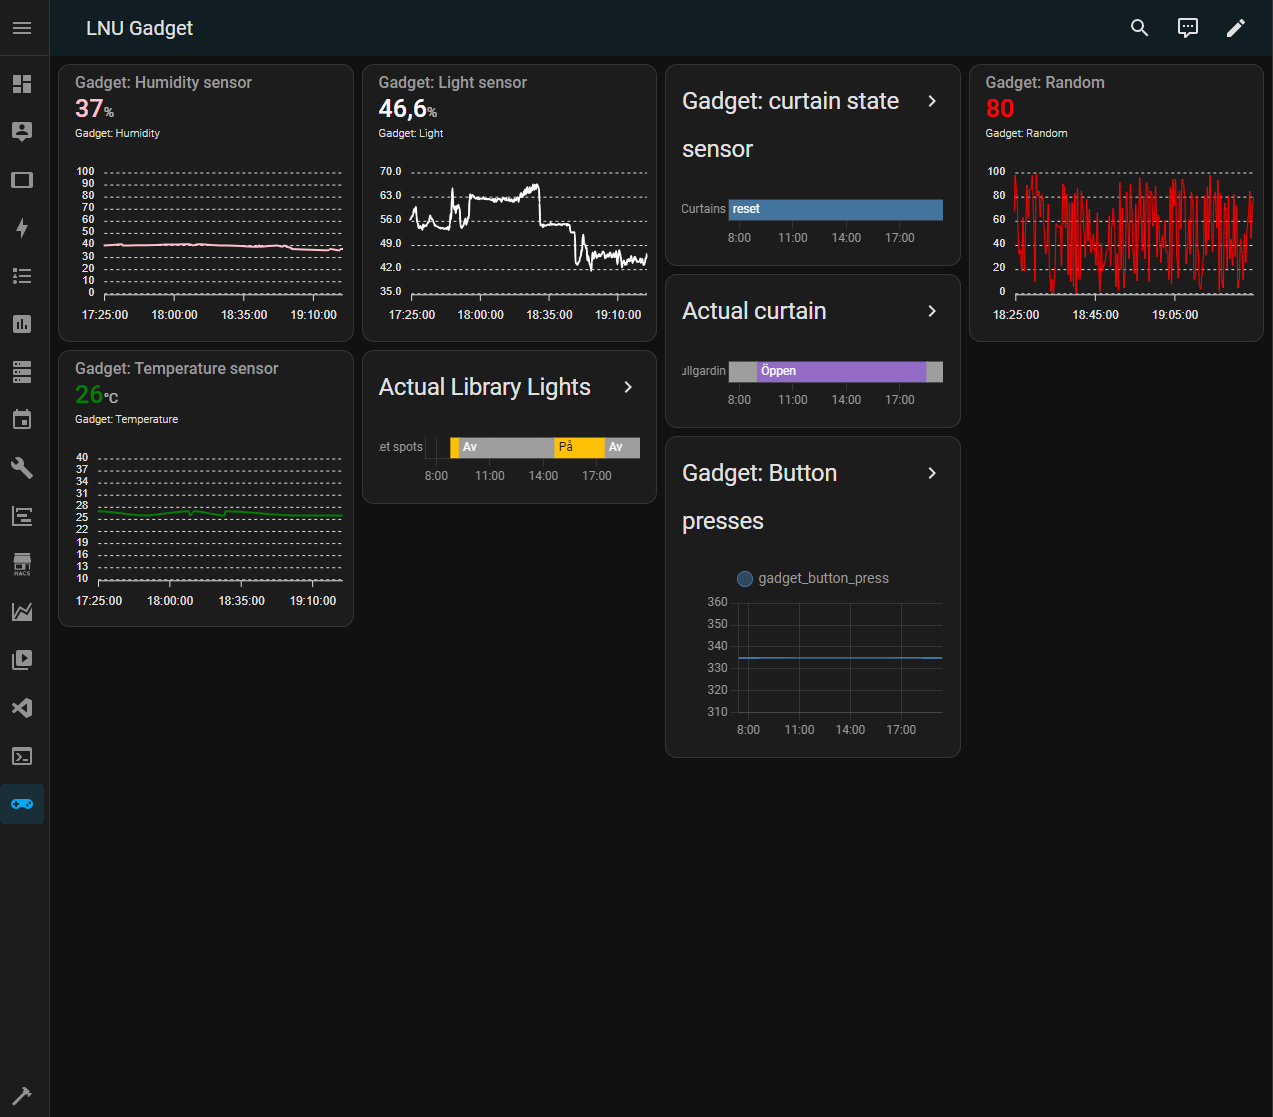 LNU Gadget
Gadget: Humidity sensor
37%
Gadget: Humidity
100
90
80
70
60
50
40
30
20
10
0
17:25:00 18:00:00 18:35:00 19:10:00
Gadget: Light sensor
46,6%
Gadget: Light
70.0
63.0
56.0
49.0
42.0
35.0
17:25:00 18:00:00 18:35:00 19:10:00
Gadget: curtain state
sensor
Curtains reset
8:00 11:00 14:00 17:00
Gadget: Random
80
Gadget: Random
100
80
60
40
20
0
18:25:00 18:45:00 19:05:00
Actual curtain
ullgardin Öppen
8:00 11:00 14:00 17:00
Gadget: Temperature sensor
26°C
Gadget: Temperature
40
37
34
31
28
25
22
19
16
13
10
17:25:00 18:00:00 18:35:00 19:10:00
Actual Library Lights
et spots Av På Av
8:00 11:00 14:00 17:00
Gadget: Button
presses
gadget_button_press
360
350
340
330
320
310
8:00 11:00 14:00 17:00
HACS